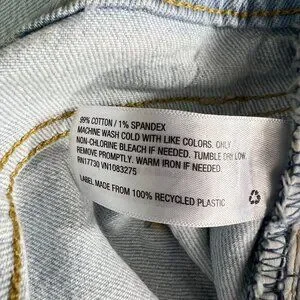 99% COTTON / 1% SPANDEX
MACHINE WASH COLD WITH LIKE COLORS. ONLY
NON-CHLORINE BLEACH IF NEEDED. TUMBLE DRY LOW.
REMOVE PROMPTLY. WARM IRON IF NEEDED.
RN17730 VN1083275
LABEL MADE FROM 100% RECYCLED PLASTIC